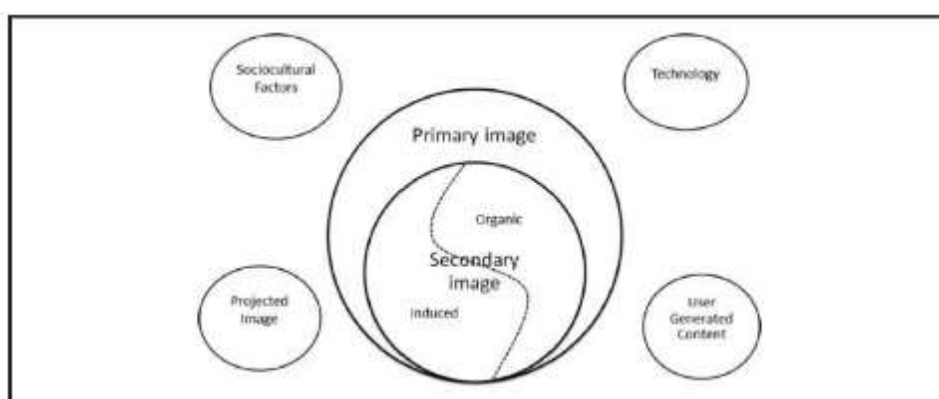 Sociocultural
Factors
Technology
Primary image
Organic
Secondary
image
Induced
Projected
Image
User
Generated
Content